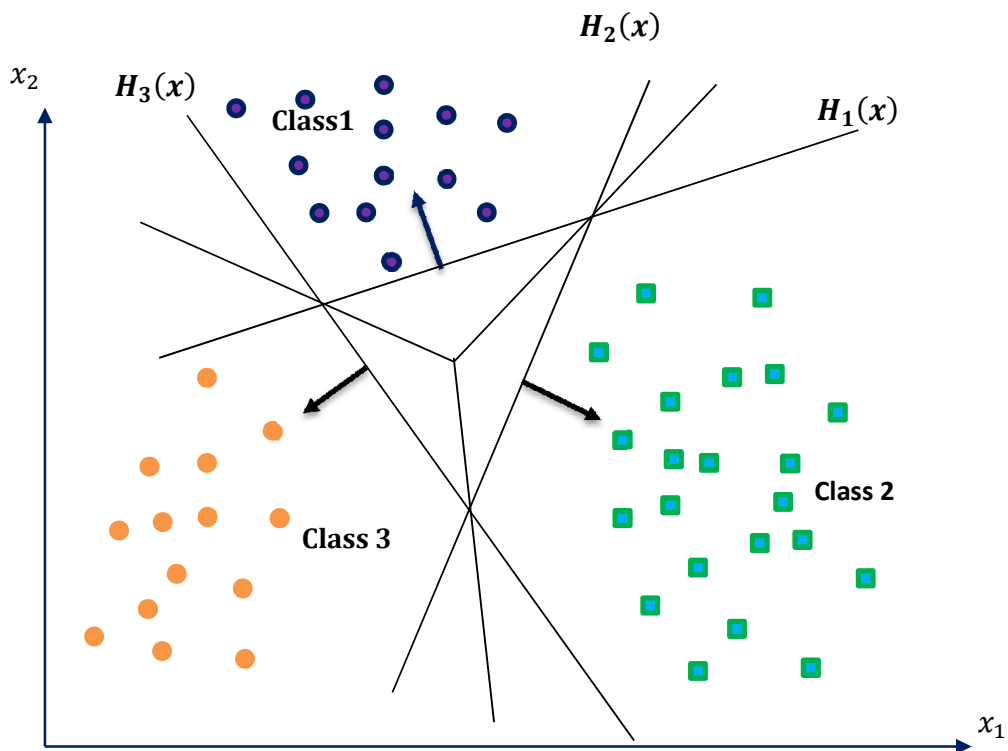 H₂(x)
x₂
H₃(x)
Class1
H₁(x)
Class 2
Class 3
x₁